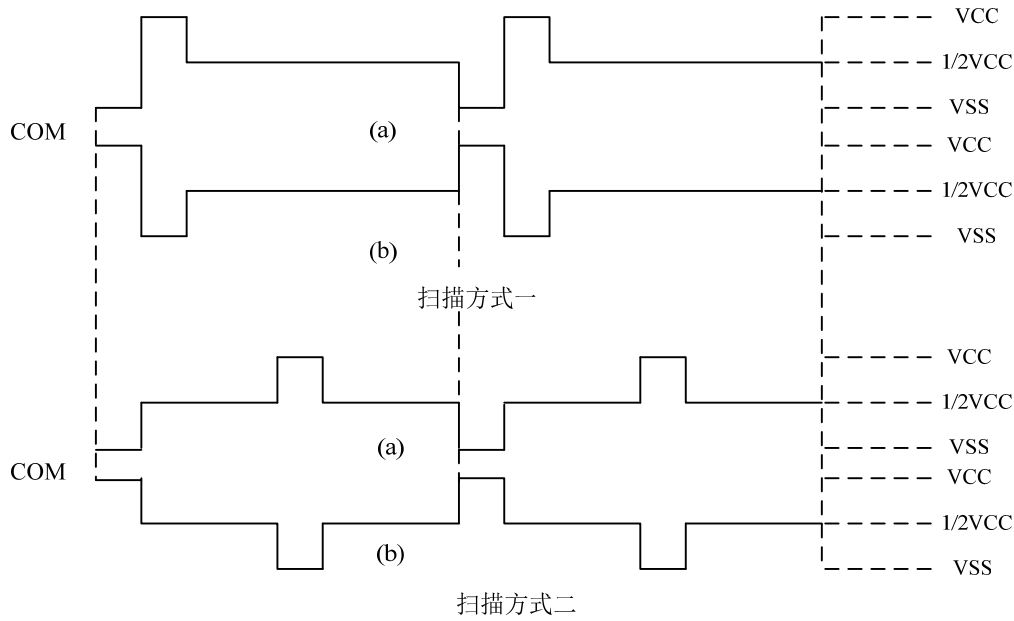 VCC
1/2VCC
VSS
COM
(a)
VCC
1/2VCC
(b)
VSS
扫描方式一
VCC
1/2VCC
(a)
VSS
COM
VCC
1/2VCC
(b)
VSS
扫描方式二